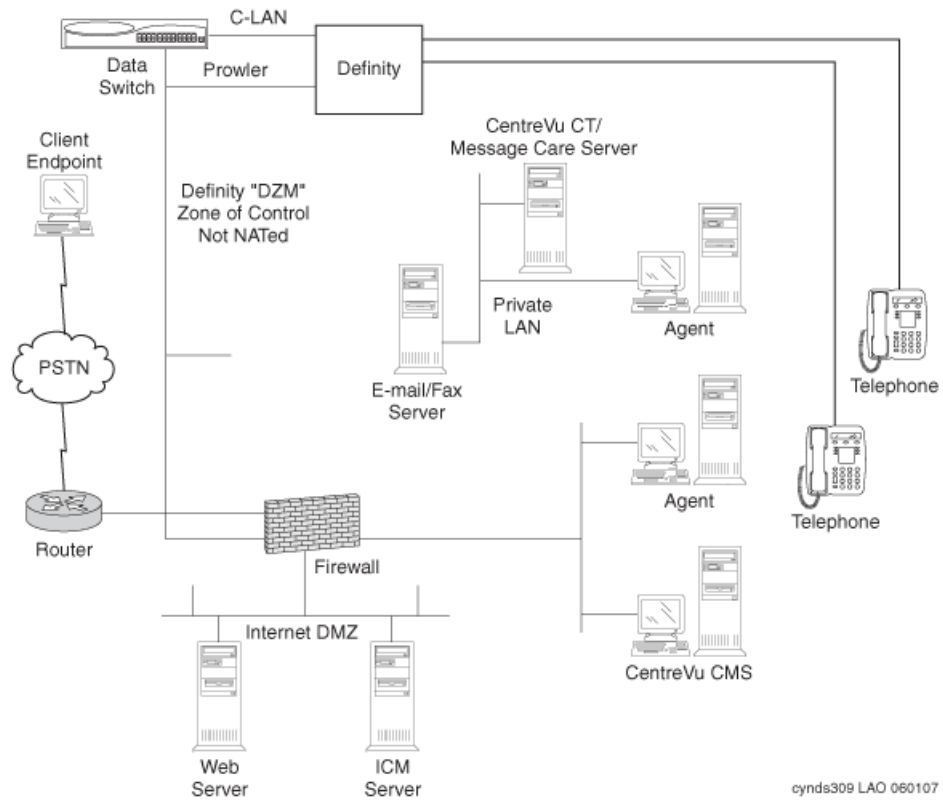 C-LAN
Data
Switch
Prowler
Definity
Client
Endpoint
CentreVu CT/
Message Care Server
Definity "DZM"
Zone of Control
Not NATed
Private
LAN
Agent
E-mail/Fax
Server
PSTN
Telephone
Agent
Telephone
Router
Firewall
Internet DMZ
CentreVu CMS
Web
Server
ICM
Server
cynds309 LAO 060107